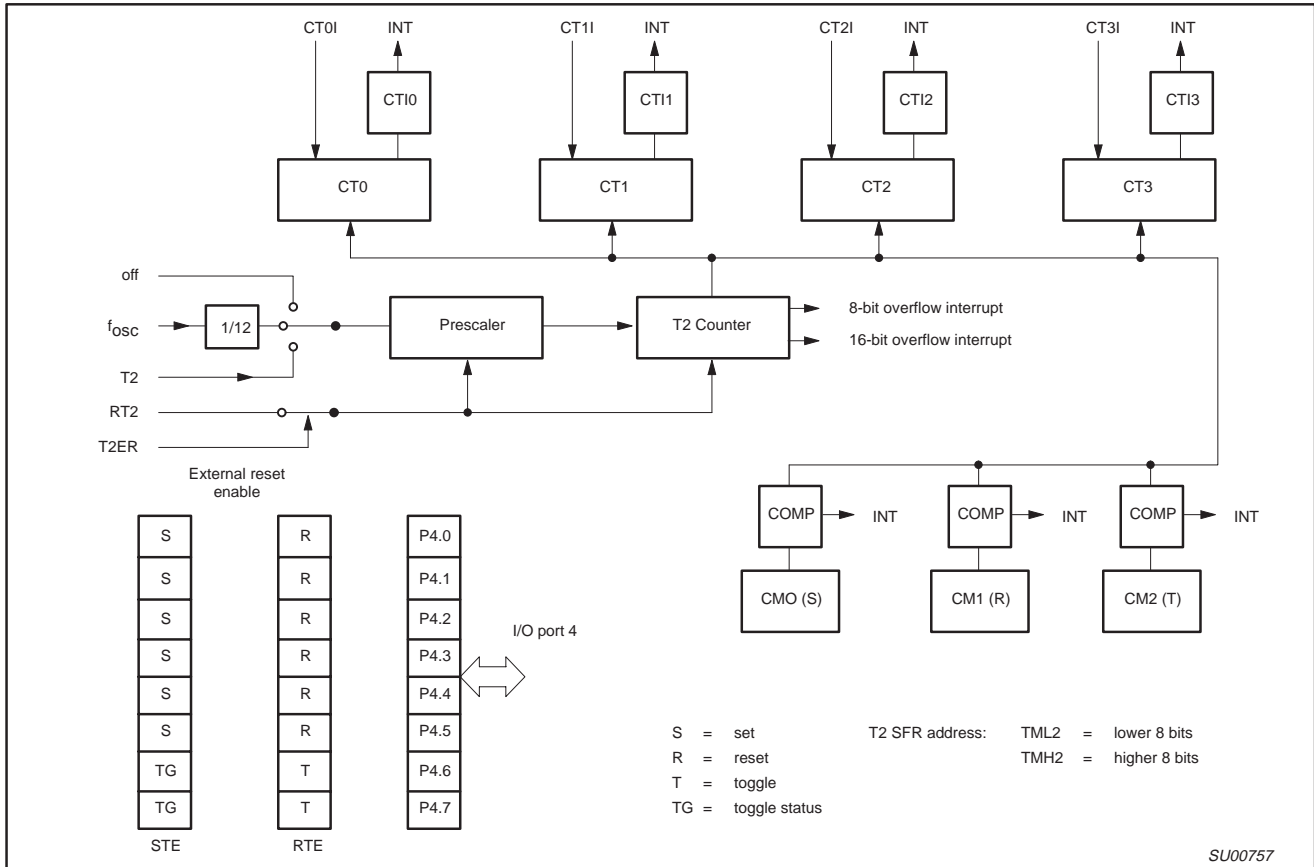 CT0I INT CT1I INT CT2I INT CT3I INT
CTI0 CTI1 CTI2 CTI3
CT0 CT1 CT2 CT3
off
fosc 1/12 Prescaler T2 Counter 8-bit overflow interrupt
16-bit overflow interrupt
T2
RT2
T2ER
External reset
enable
COMP INT COMP INT COMP INT
CMO (S) CM1 (R) CM2 (T)
S R P4.0
S R P4.1
S R P4.2
S R P4.3
S R P4.4
S R P4.5
TG T P4.6
TG T P4.7
STE RTE
I/O port 4
S = set T2 SFR address: TML2 = lower 8 bits
R = reset TMH2 = higher 8 bits
T = toggle
TG = toggle status
SU00757